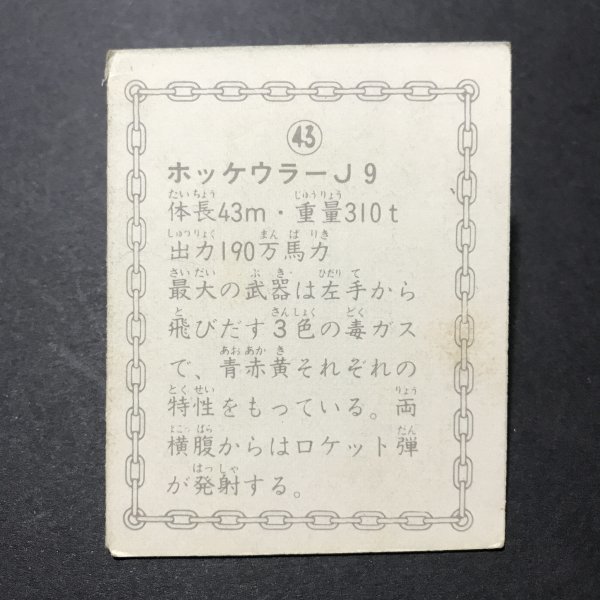 43
ホッケウラーJ9
たいちょう じゅうりょう
体長43m・重量310t
しゅつりょく まん ばりき
出力190万馬力
さいだい ぶき ひだり て
最大の武器は左手から
と さんしょく どく
飛びだす3色の毒ガス
あおあかき
で、青赤黄それぞれの
とくせい りょう
特性をもっている。両
よこっぱら だん
横腹からはロケット弾
はっしゃ
が発射する。